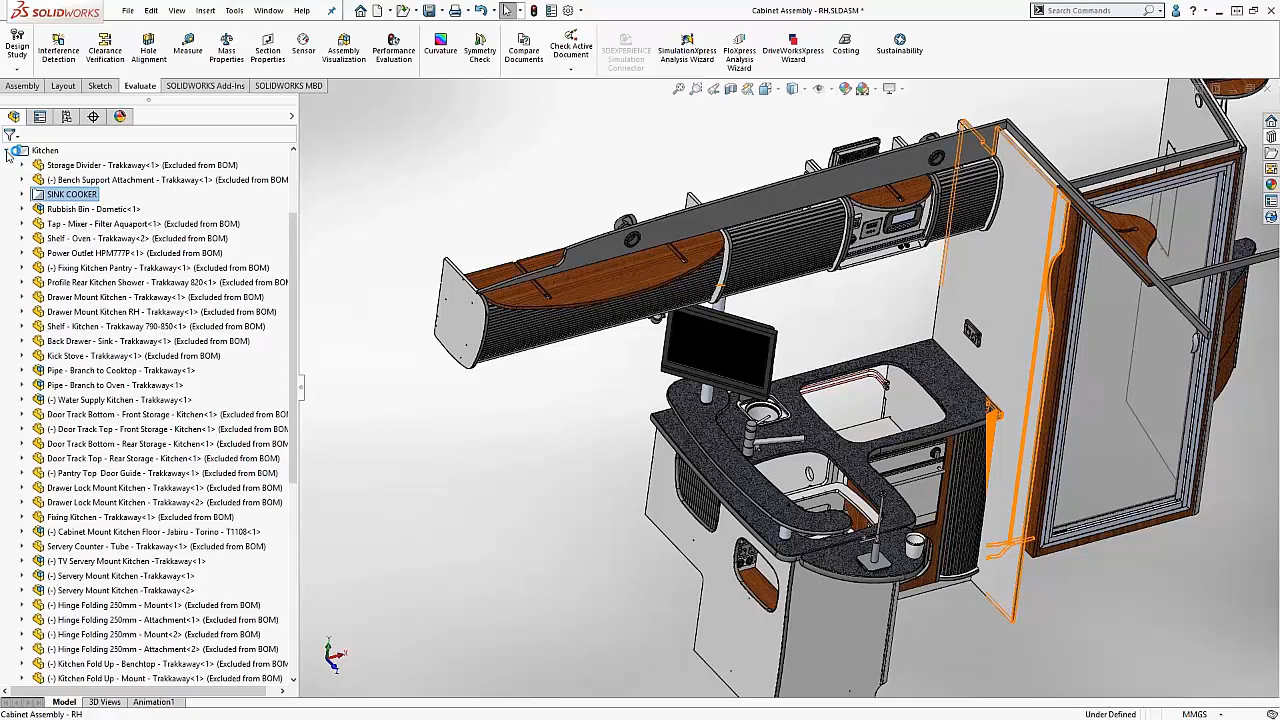 SOLIDWORKS
File Edit View Insert Tools Window Help
Cabinet Assembly - RH.SLDASM *
Search Commands
Design Study
Interference Detection
Clearance Verification
Hole Alignment
Measure
Mass Properties
Section Properties
Sensor
Assembly Visualization
Performance Evaluation
Curvature
Symmetry Check
Compare Documents
Check Active Document
3DEXPERIENCE Simulation Connector
SimulationXpress Analysis Wizard
FloXpress Analysis Wizard
DriveWorksXpress Wizard
Costing
Sustainability
Assembly Layout Sketch Evaluate SOLIDWORKS Add-Ins SOLIDWORKS MBD
Kitchen
Storage Divider - Trakkaway<1> (Excluded from BOM)
(-) Bench Support Attachment - Trakkaway<1> (Excluded from BOM
SINK COOKER
Rubbish Bin - Dometic<1>
Tap - Mixer - Filter Aquaport<1> (Excluded from BOM)
Shelf - Oven - Trakkaway<2> (Excluded from BOM)
Power Outlet HPM777P<1> (Excluded from BOM)
(-) Fixing Kitchen Pantry - Trakkaway<1> (Excluded from BOM)
Profile Rear Kitchen Shower - Trakkaway 820<1> (Excluded from BOM)
Drawer Mount Kitchen - Trakkaway<1> (Excluded from BOM)
Drawer Mount Kitchen RH - Trakkaway<1> (Excluded from BOM)
Shelf - Kitchen - Trakkaway 790-850<1> (Excluded from BOM)
Back Drawer - Sink - Trakkaway<1> (Excluded from BOM)
Kick Stove - Trakkaway<1> (Excluded from BOM)
Pipe - Branch to Cooktop - Trakkaway<1>
Pipe - Branch to Oven - Trakkaway<1>
(-) Water Supply Kitchen - Trakkaway<1>
Door Track Bottom - Front Storage - Kitchen<1> (Excluded from BOM)
(-) Door Track Top - Front Storage - Kitchen<1> (Excluded from BOM)
Door Track Bottom - Rear Storage - Kitchen<1> (Excluded from BOM)
Door Track Top - Rear Storage - Kitchen<1> (Excluded from BOM)
(-) Pantry Top Door Guide - Trakkaway<1> (Excluded from BOM)
Drawer Lock Mount Kitchen - Trakkaway<1> (Excluded from BOM)
Drawer Lock Mount Kitchen - Trakkaway<2> (Excluded from BOM)
Fixing Kitchen - Trakkaway<1> (Excluded from BOM)
(-) Cabinet Mount Kitchen Floor - Jabiru - Torino - T1108<1>
Servery Counter - Tube - Trakkaway<1> (Excluded from BOM)
(-) TV Servery Mount Kitchen -Trakkaway<1>
(-) Servery Mount Kitchen -Trakkaway<1>
(-) Servery Mount Kitchen -Trakkaway<2>
(-) Hinge Folding 250mm - Mount<1> (Excluded from BOM)
(-) Hinge Folding 250mm - Attachment<1> (Excluded from BOM)
(-) Hinge Folding 250mm - Mount<2> (Excluded from BOM)
(-) Hinge Folding 250mm - Attachment<2> (Excluded from BOM)
(-) Kitchen Fold Up - Benchtop - Trakkaway<1> (Excluded from BOM
(-) Kitchen Fold Up - Mount - Trakkaway<1> (Excluded from BOM)
Y
X
Z
Model 3D Views Animation1
Cabinet Assembly - RH
Under Defined
MMGS